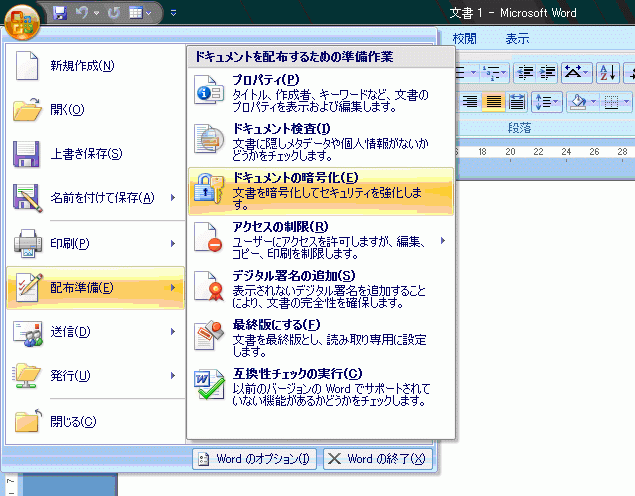 文書 1 - Microsoft Word
校閲 表示
段落
16 18 20 22 24 26 28
新規作成(N)
開く(O)
上書き保存(S)
名前を付けて保存(A)
印刷(P)
配布準備(E)
送信(D)
発行(U)
閉じる(C)
ドキュメントを配布するための準備作業
プロパティ(P)
タイトル、作成者、キーワードなど、文書の
プロパティを表示および編集します。
ドキュメント検査(I)
文書に隠しメタデータや個人情報がないか
どうかをチェックします。
ドキュメントの暗号化(E)
文書を暗号化してセキュリティを強化しま
す。
アクセスの制限(R)
ユーザーにアクセスを許可しますが、編集、
コピー、印刷を制限します。
デジタル署名の追加(S)
表示されないデジタル署名を追加すること
により、文書の完全性を確保します。
最終版にする(F)
文書を最終版とし、読み取り専用に設定
します。
互換性チェックの実行(C)
以前のバージョンの Word でサポートされて
いない機能があるかどうかをチェックします。
Word のオプション(I)
Word の終了(X)